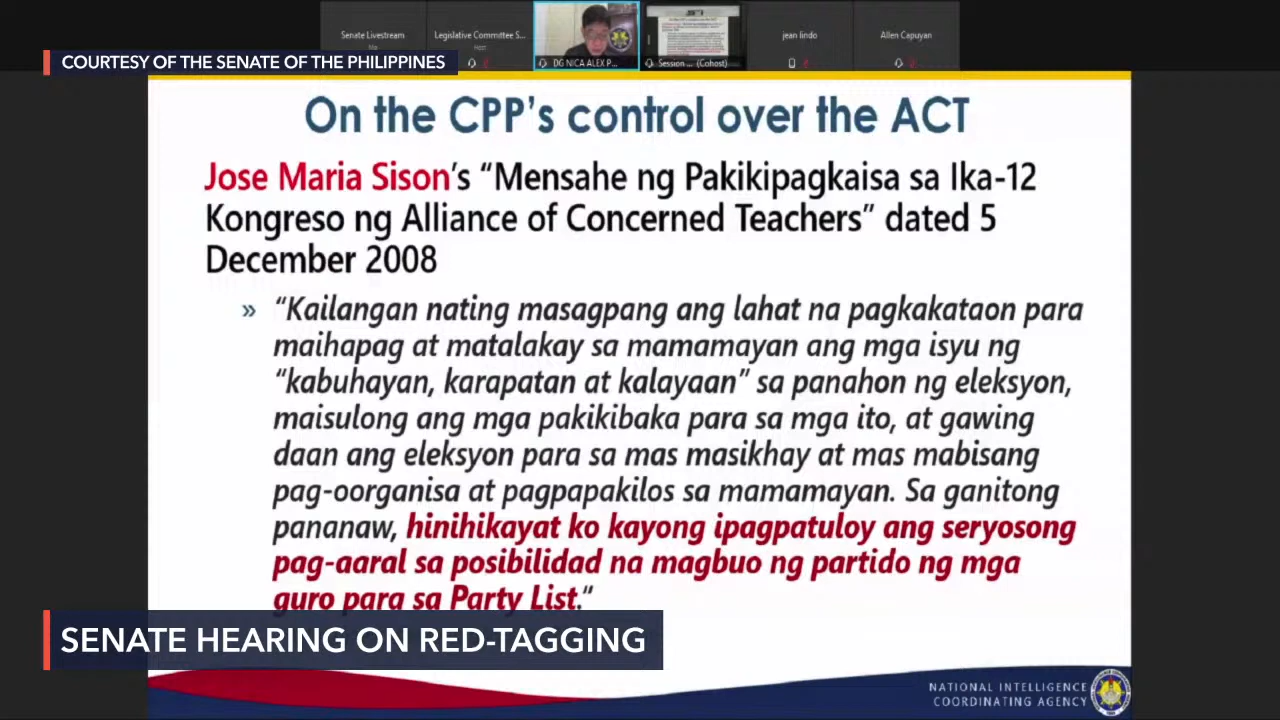 Senate Livestream
Legislative Committee S...
Host
jean lindo
Allen Capuyan
DG NICA ALEX P...
Session ... (Cohost)
COURTESY OF THE SENATE OF THE PHILIPPINES
On the CPP's control over the ACT
Jose Maria Sison's “Mensahe ng Pakikipagkaisa sa Ika-12
Kongreso ng Alliance of Concerned Teachers” dated 5
December 2008
» “Kailangan nating masagpang ang lahat na pagkakataon para
maihapag at matalakay sa mamamayan ang mga isyu ng
“kabuhayan, karapatan at kalayaan” sa panahon ng eleksyon,
maisulong ang mga pakikibaka para sa mga ito, at gawing
daan ang eleksyon para sa mas masikhay at mas mabisang
pag-oorganisa at pagpapakilos sa mamamayan. Sa ganitong
pananaw, hinihikayat ko kayong ipagpatuloy ang seryosong
pag-aaral sa posibilidad na magbuo ng partido ng mga
guro para sa Party List.“
SENATE HEARING ON RED-TAGGING
NATIONAL INTELLIGENCE
COORDINATING AGENCY